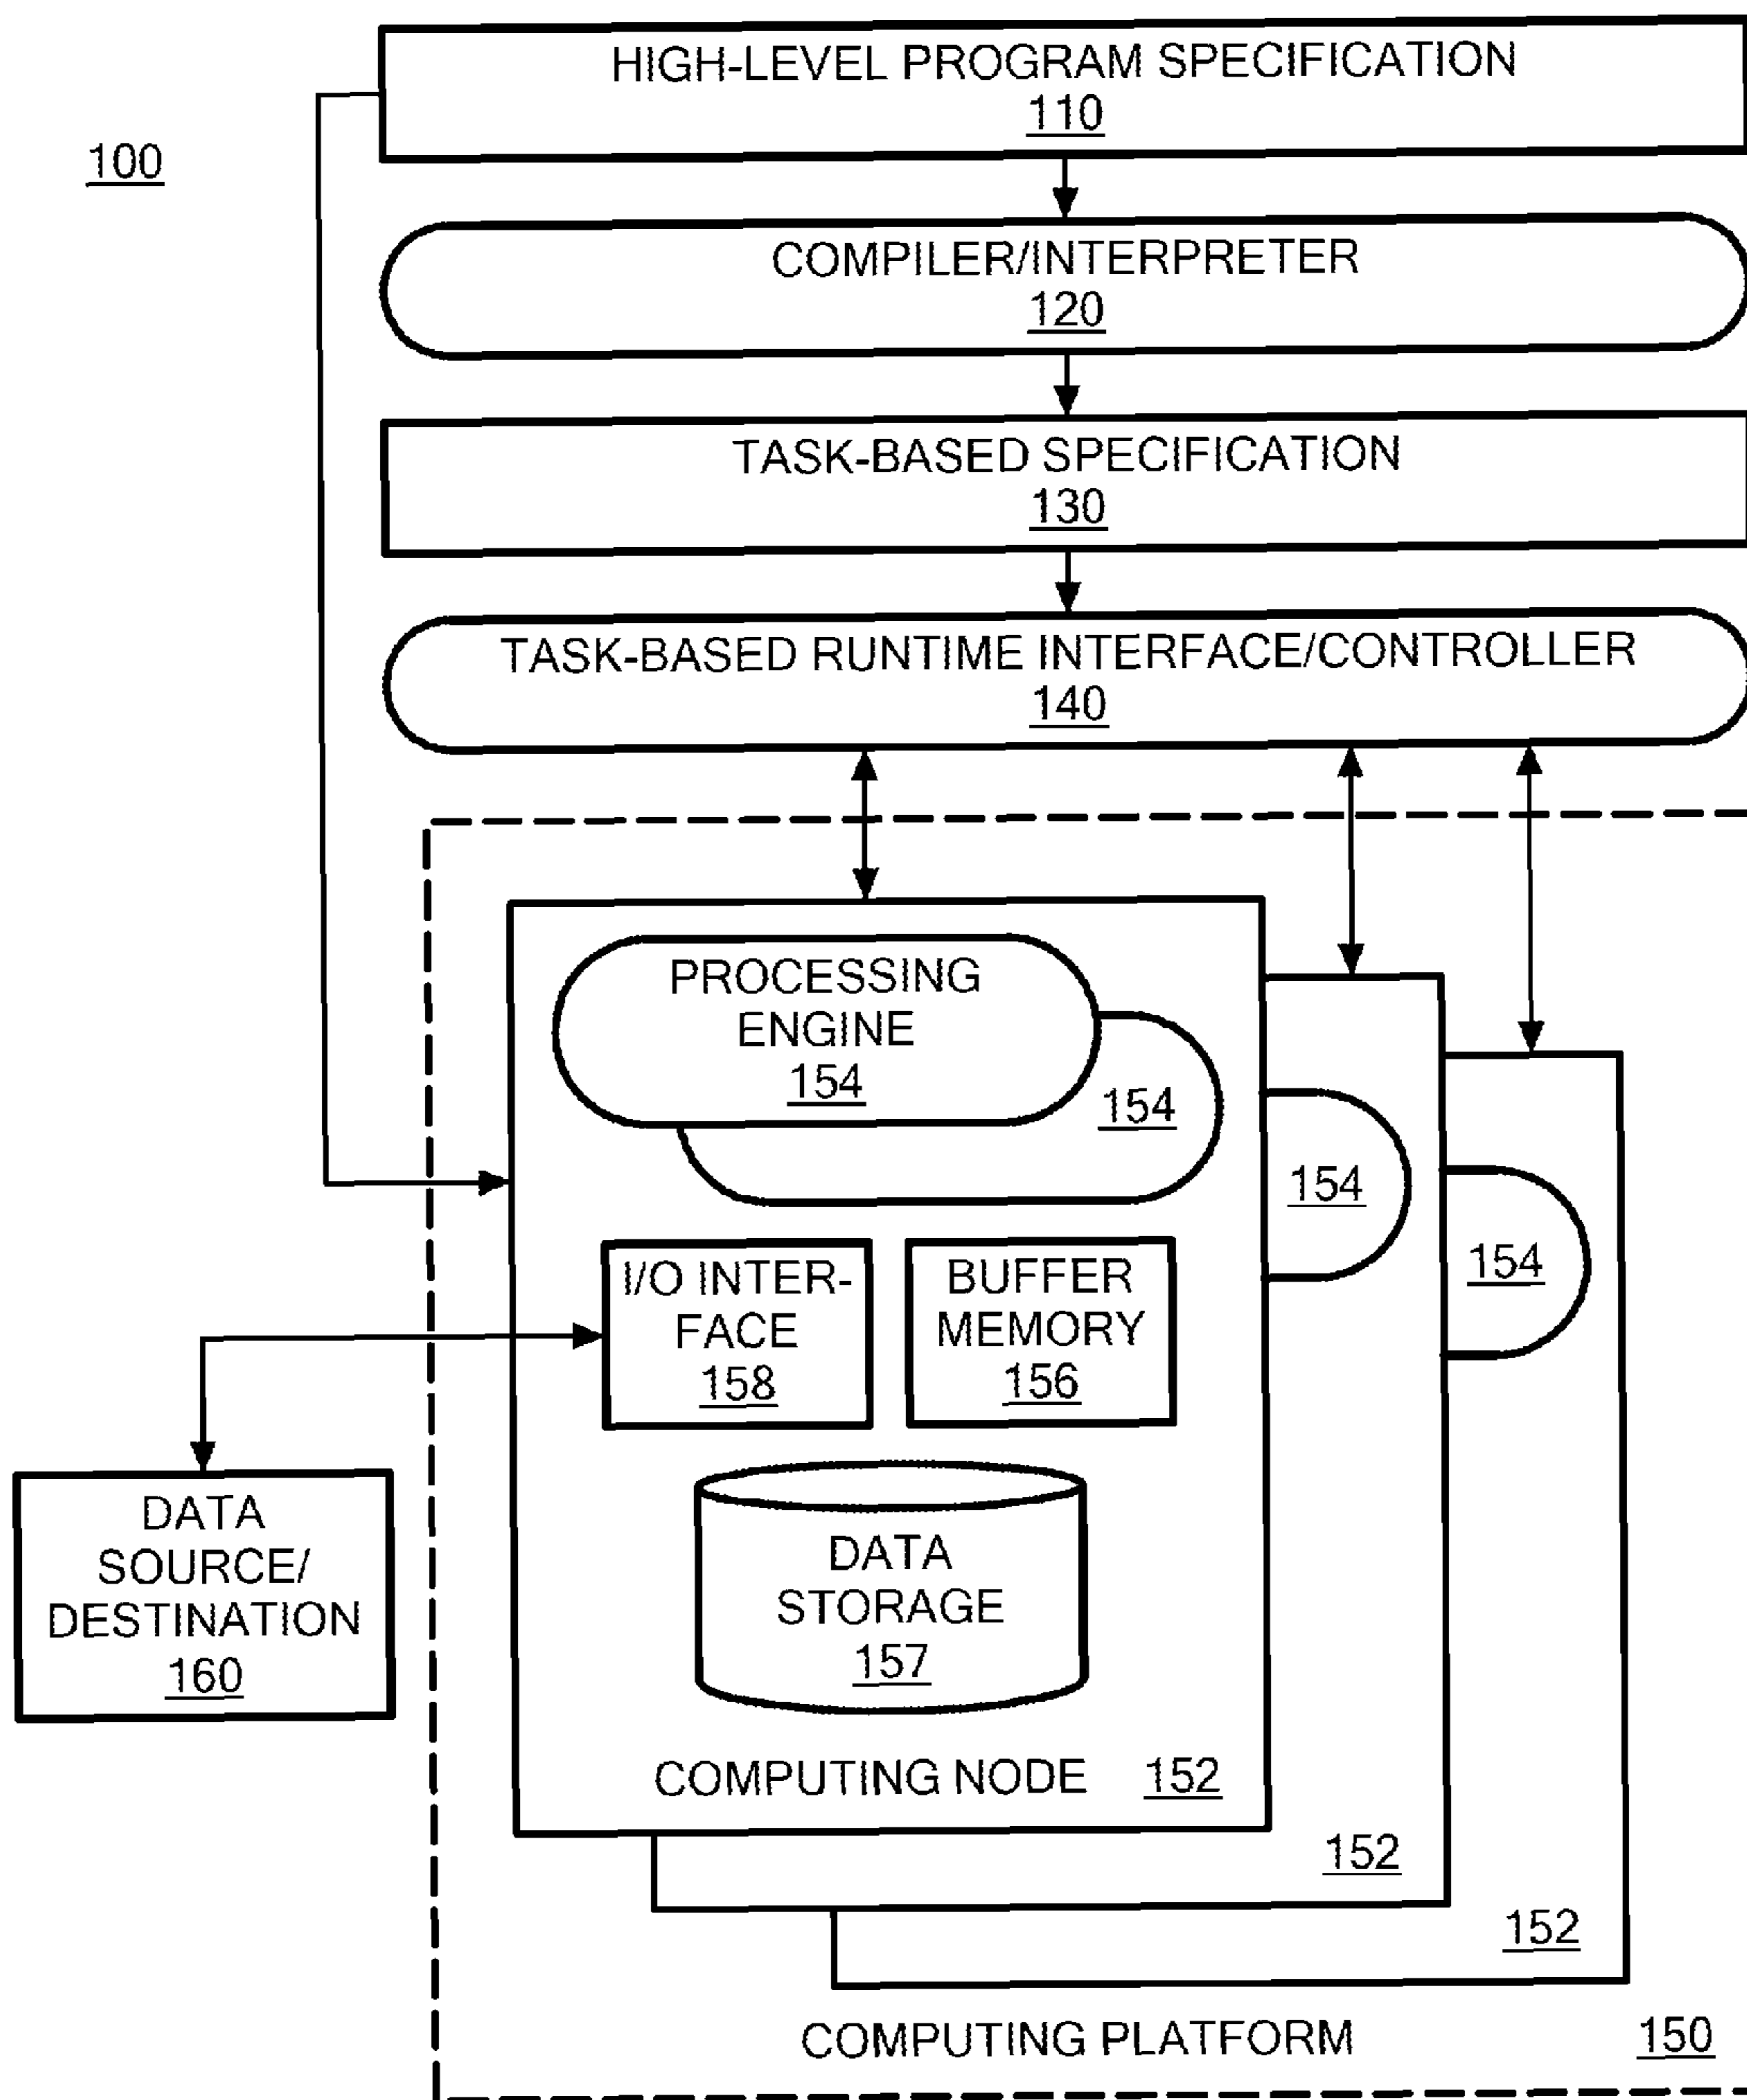 HIGH-LEVEL PROGRAM SPECIFICATION
110
100
COMPILER/INTERPRETER
120
TASK-BASED SPECIFICATION
130
TASK-BASED RUNTIME INTERFACE/CONTROLLER
140
PROCESSING
ENGINE
154
154
154
154
I/O INTER-
FACE
158
BUFFER
MEMORY
156
DATA
SOURCE/
DESTINATION
160
DATA
STORAGE
157
COMPUTING NODE 152
152
152
COMPUTING PLATFORM 150